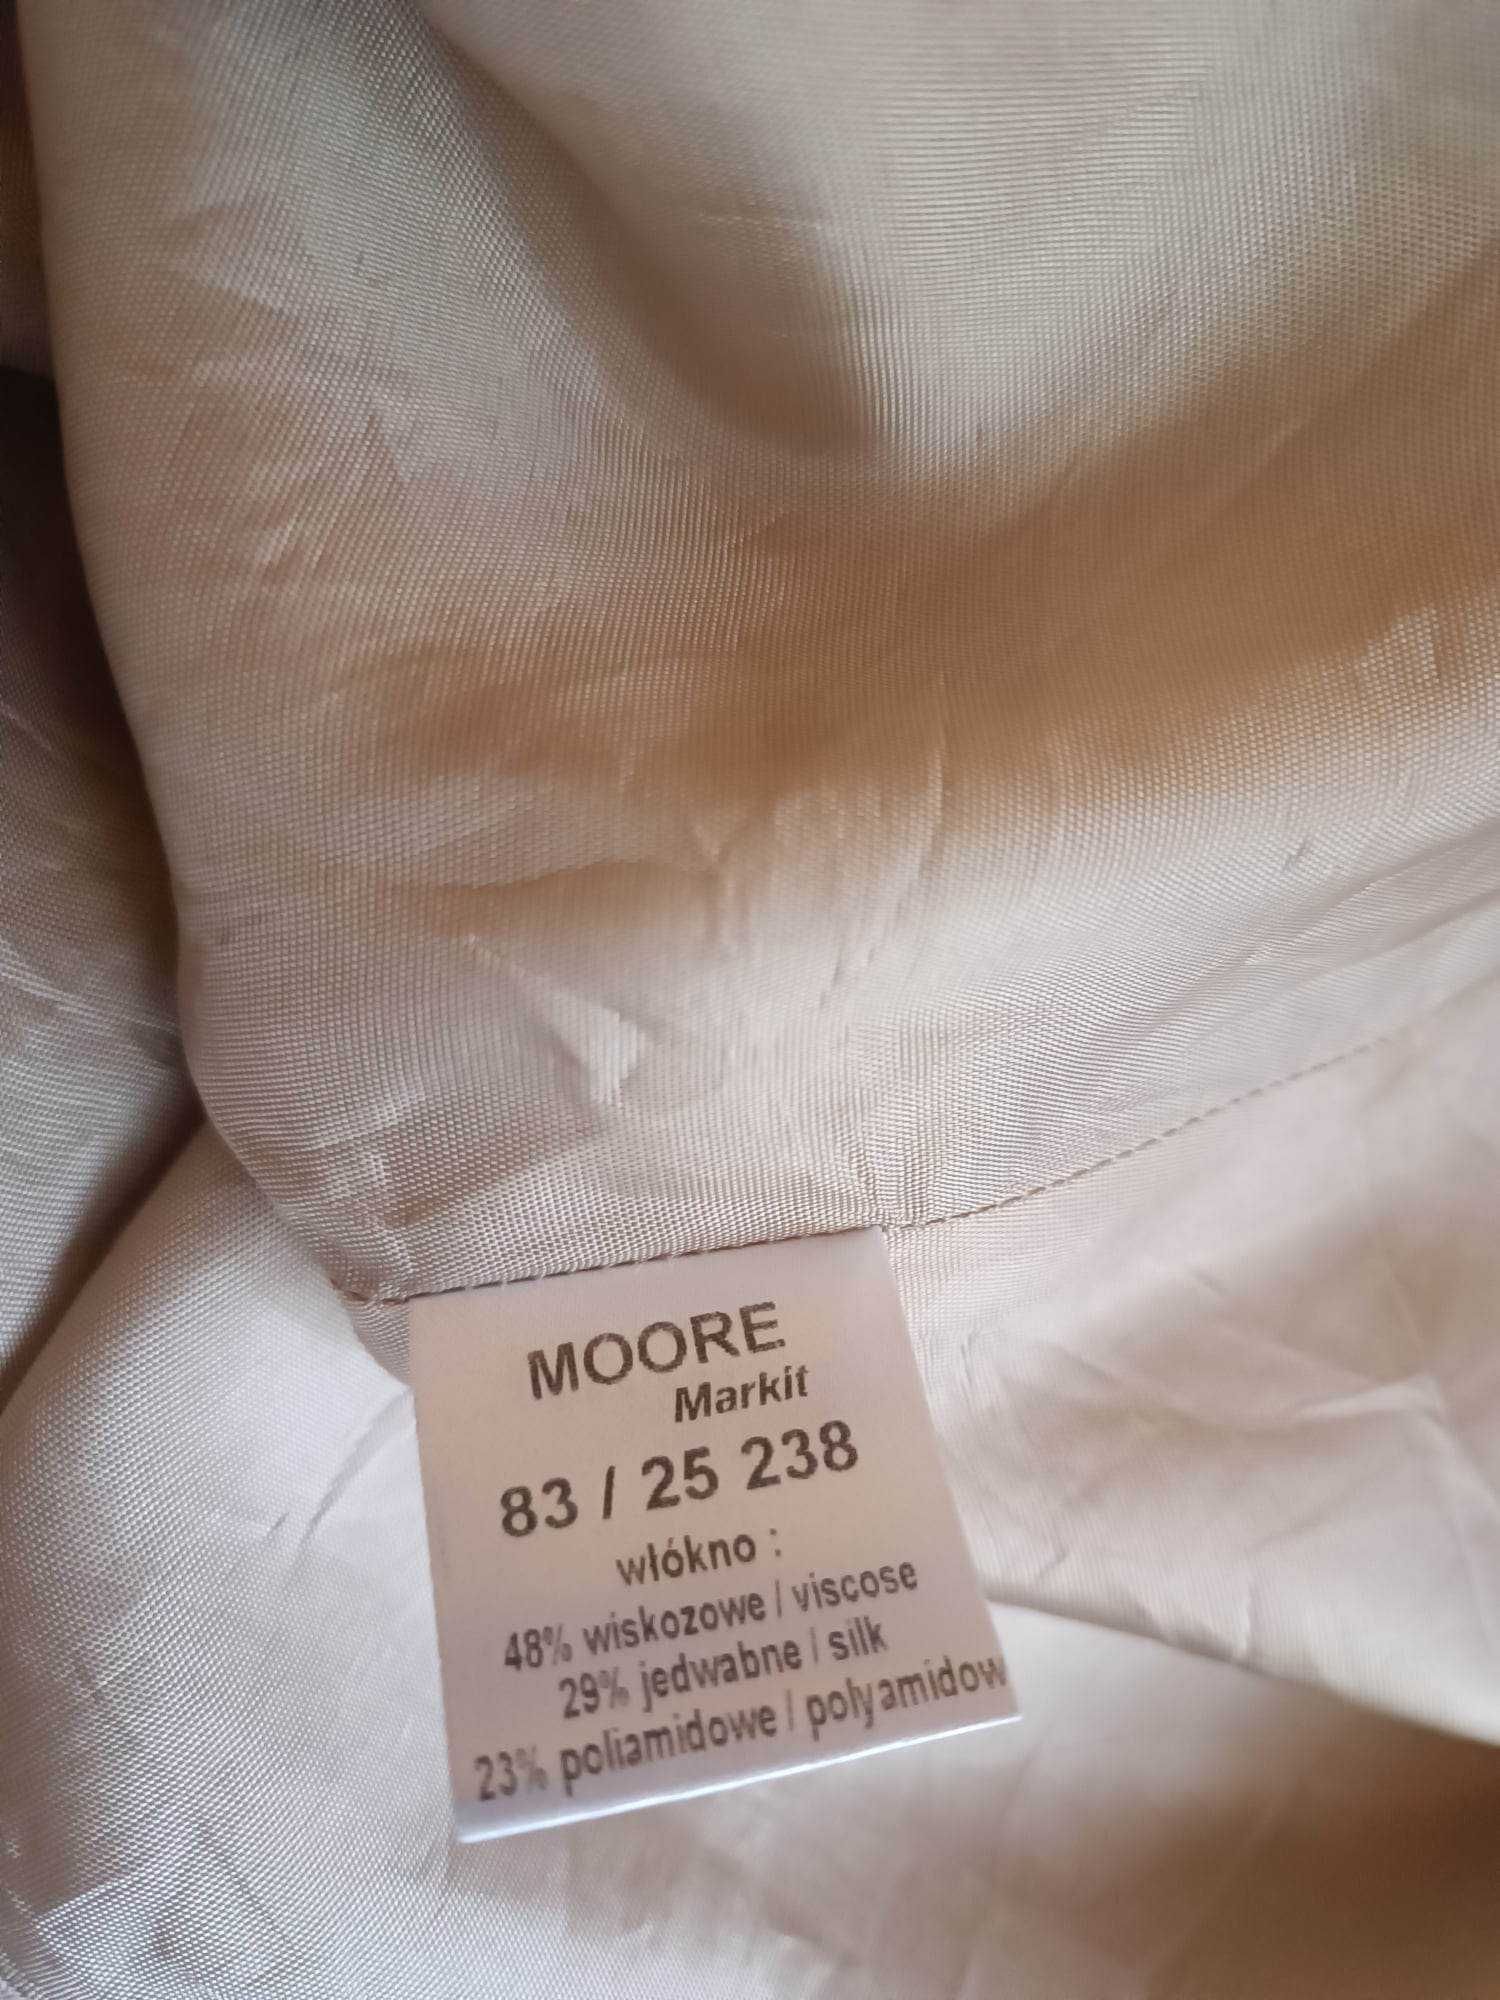 MOORE
Markit
83 / 25 238
włókno :
48% wiskozowe / viscose
29% jedwabne / silk
23% poliamidowe / polyamidow